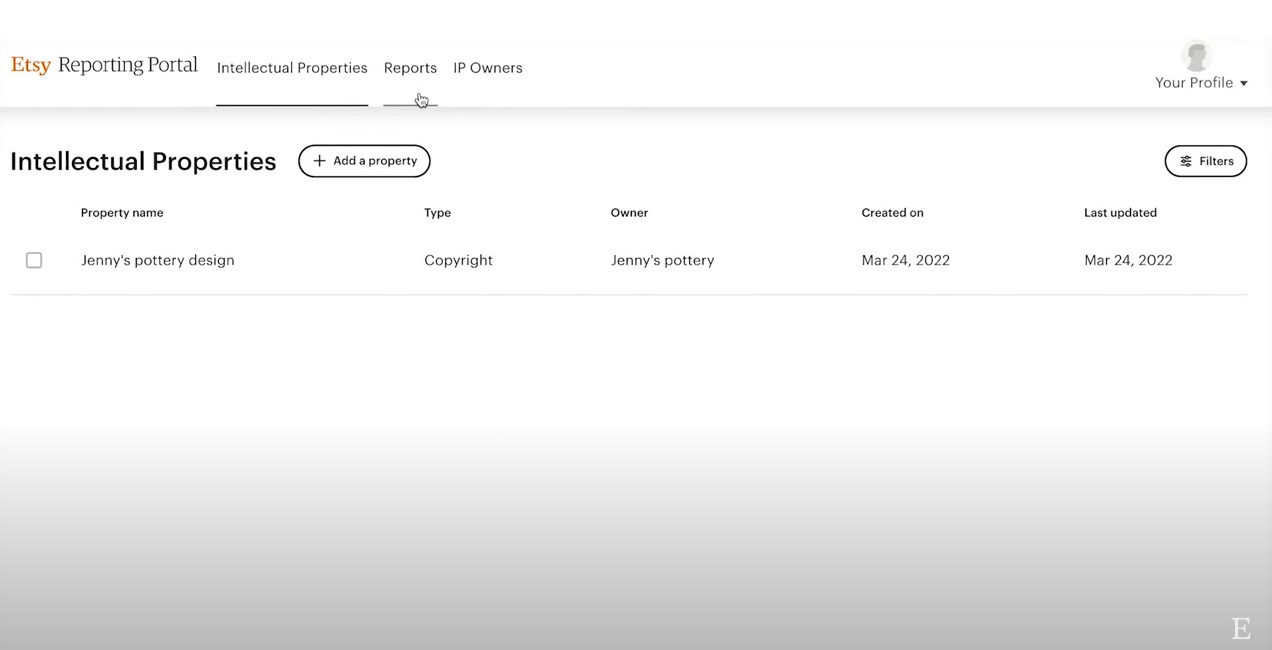 Etsy Reporting Portal Intellectual Properties Reports IP Owners
Your Profile
Intellectual Properties + Add a property Filters
Property name Type Owner Created on Last updated
Jenny's pottery design Copyright Jenny's pottery Mar 24, 2022 Mar 24, 2022
E